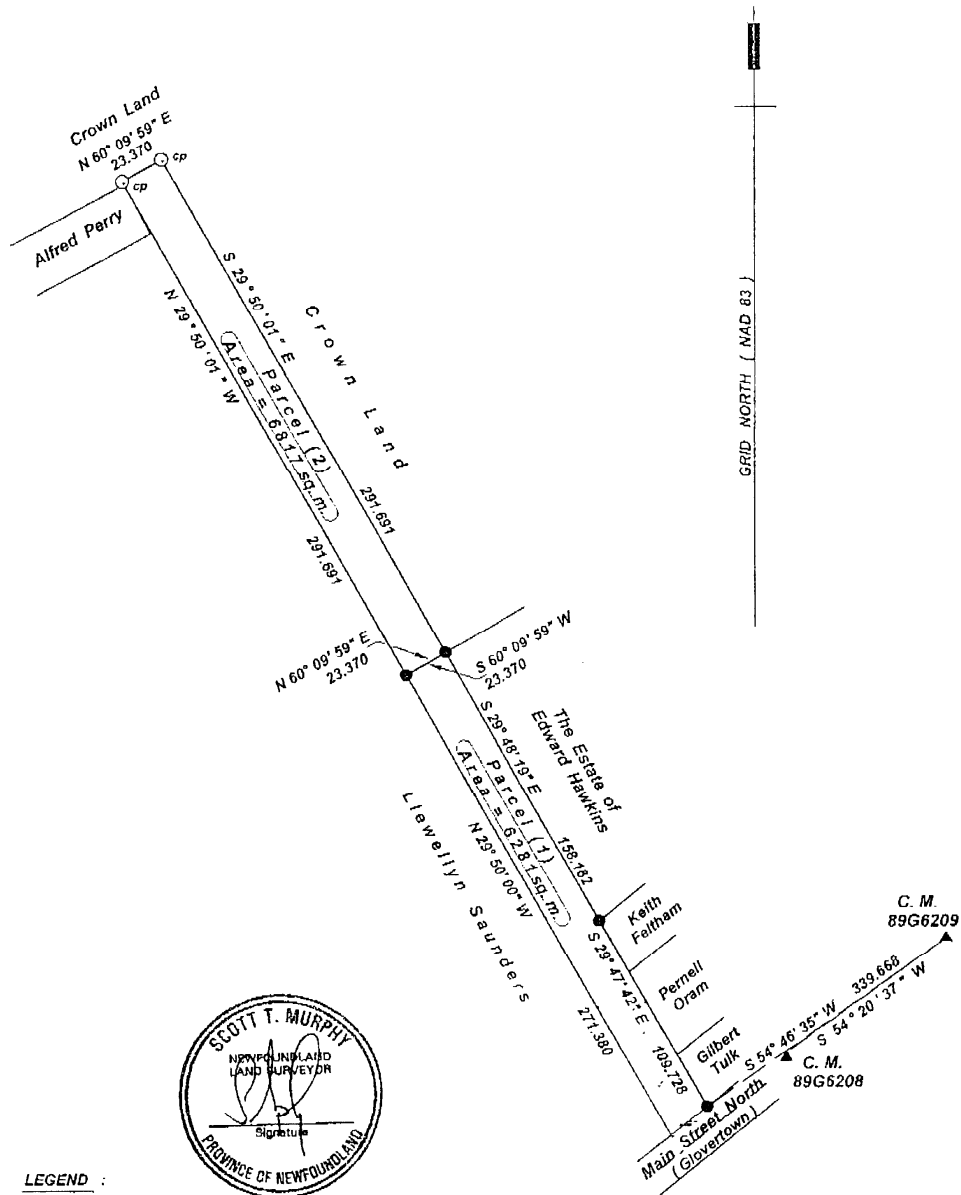 Crown Land
N 60° 09' 59" E
23.370
cp
cp
Alfred Perry
S 29° 50' 01" E
Crown Land
N 29° 50' 01" W
Parcel (2)
Area = 6817 sq. m.
291.691
291.691
GRID NORTH ( NAD 83 )
N 60° 09' 59" E
23.370
S 60° 09' 59" W
23.370
S 29° 48' 19" E
The Estate of
Edward Hawkins
Parcel (1)
Area = 6281 sq. m.
N 29° 50' 00" W
158.162
Llewellyn Saunders
271.380
Keith
Feltham
S 29° 47' 42" E
109.728
Pernell
Oram
Gilbert
Tulk
C. M.
89G6209
S 54° 46' 35" W 339.668
S 54° 20' 37" W
C. M.
89G6208
Main Street North
( Glovertown )
SCOTT T. MURPHY
NEWFOUNDLAND
LAND SURVEYOR
Signature
PROVINCE OF NEWFOUNDLAND
LEGEND :